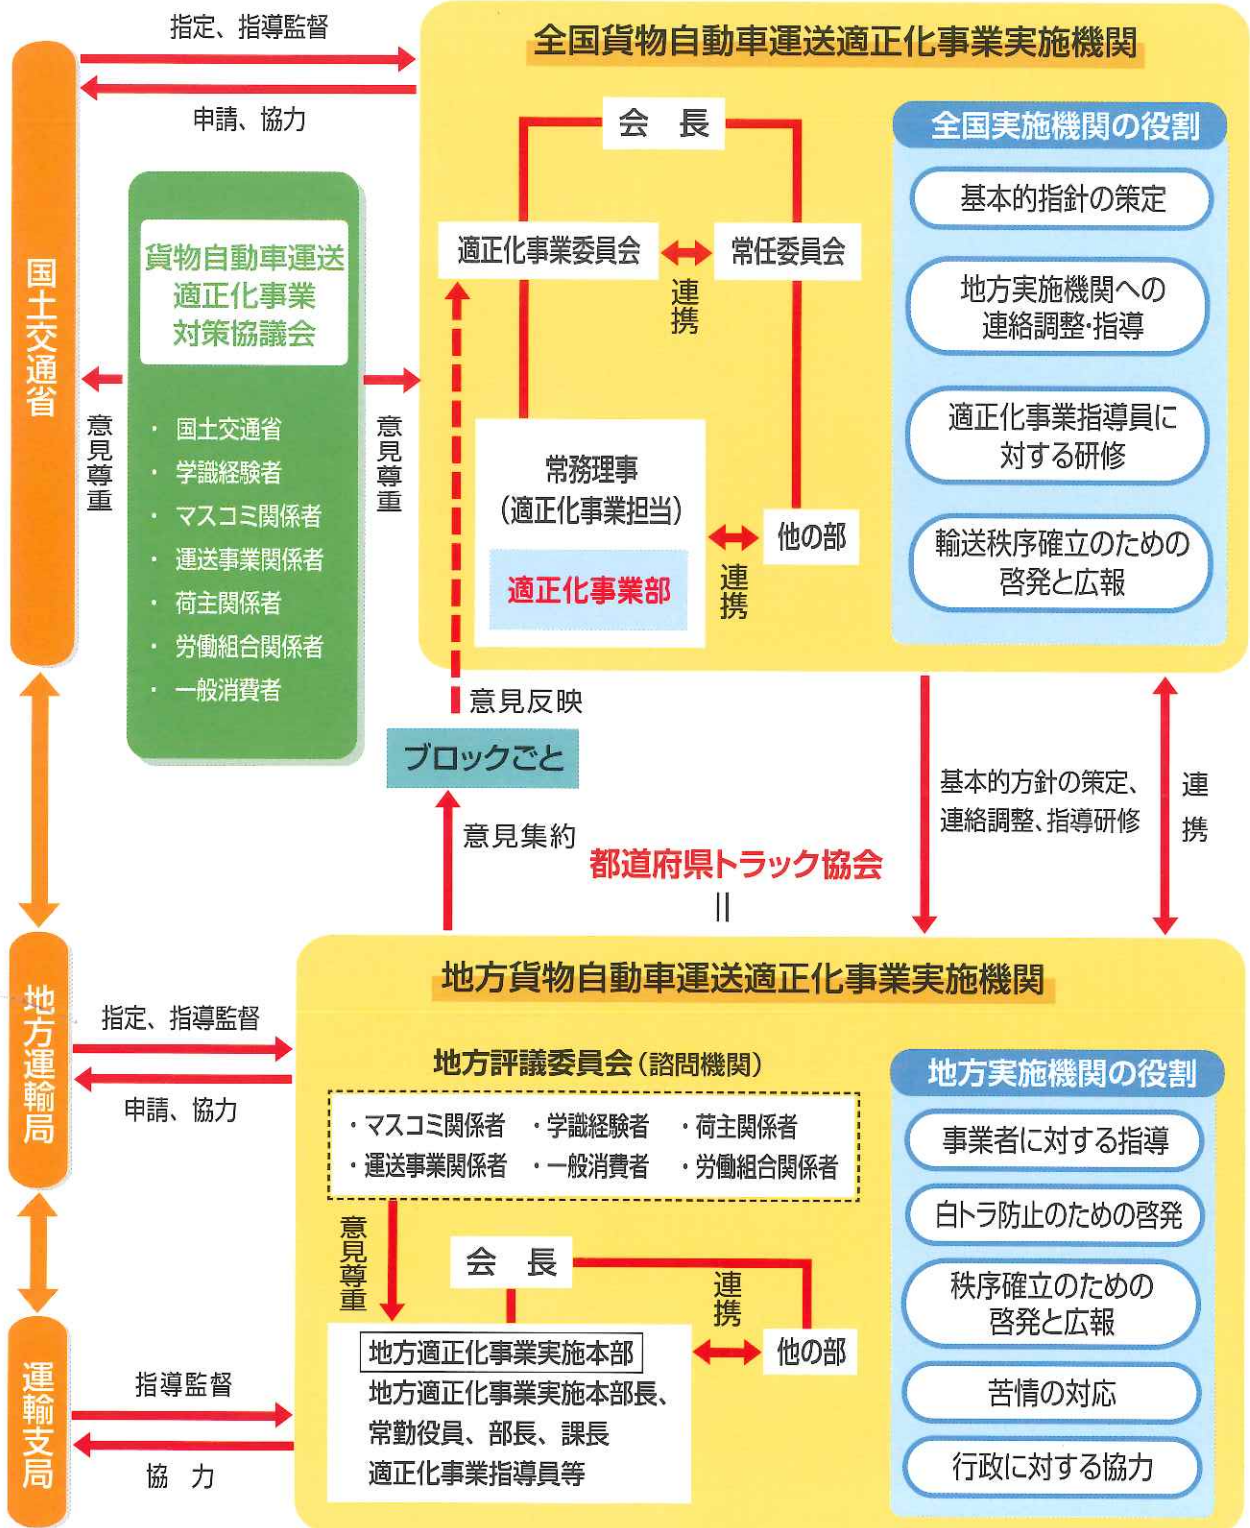 指定、指導監督
申請、協力
国土交通省
全国貨物自動車運送適正化事業実施機関
会　長
適正化事業委員会
連携
常任委員会
常務理事
(適正化事業担当)
適正化事業部
連携
他の部
全国実施機関の役割
基本的指針の策定
地方実施機関への
連絡調整・指導
適正化事業指導員に
対する研修
輸送秩序確立のための
啓発と広報
貨物自動車運送
適正化事業
対策協議会
・ 国土交通省
・ 学識経験者
・ マスコミ関係者
・ 運送事業関係者
・ 荷主関係者
・ 労働組合関係者
・ 一般消費者
意見尊重
意見尊重
意見反映
ブロックごと
意見集約
都道府県トラック協会
||
基本的方針の策定、
連絡調整、指導研修
連携
地方運輸局
指定、指導監督
申請、協力
運輸支局
指導監督
協　力
地方貨物自動車運送適正化事業実施機関
地方評議委員会(諮問機関)
・マスコミ関係者 ・学識経験者 ・荷主関係者
・運送事業関係者 ・一般消費者 ・労働組合関係者
意見尊重
会　長
連携
他の部
地方適正化事業実施本部
地方適正化事業実施本部長、
常勤役員、部長、課長
適正化事業指導員等
地方実施機関の役割
事業者に対する指導
白トラ防止のための啓発
秩序確立のための
啓発と広報
苦情の対応
行政に対する協力